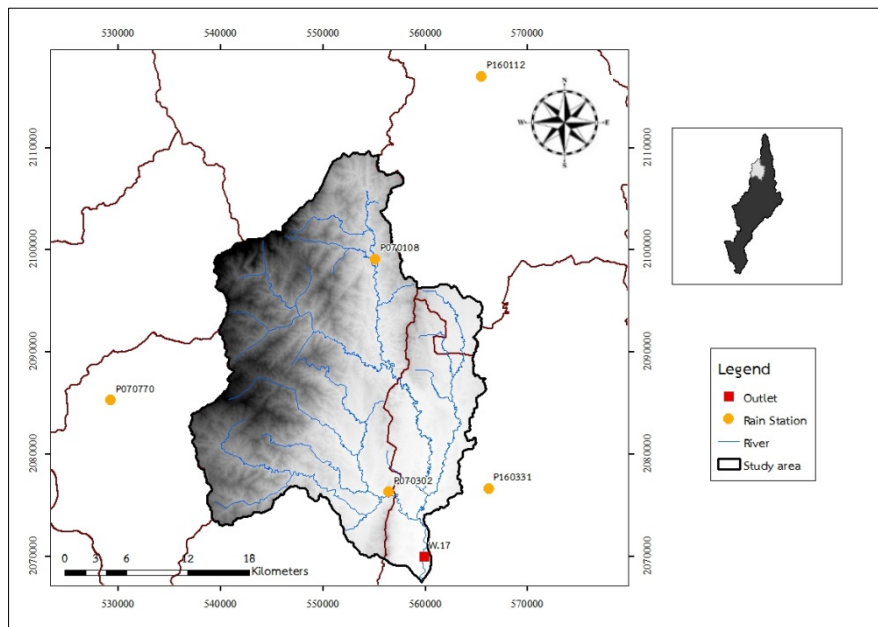 530000 540000 550000 560000 570000
P160112
N
W E
S
2110000 2110000
P070108
2100000 2100000
2090000 2090000
P070770
2080000 2080000
P160331
P070302
W.17
2070000 2070000
0 3 6 12 18
Kilometers
530000 540000 550000 560000 570000
Legend
Outlet
Rain Station
River
Study area